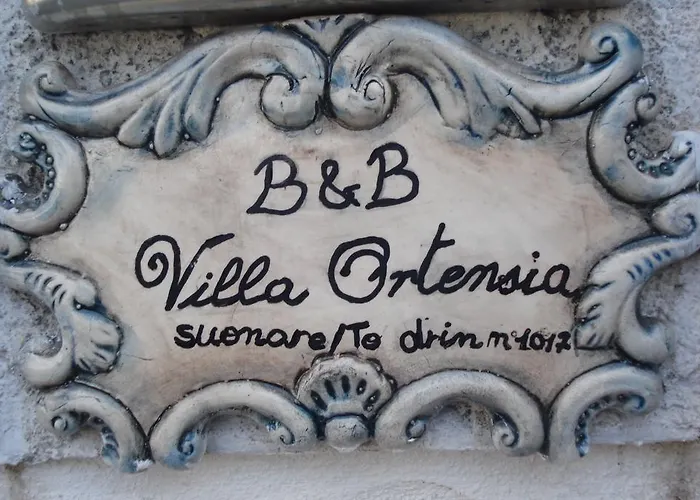 B&B
Villa Ortensia
suonare/To drin n°1017